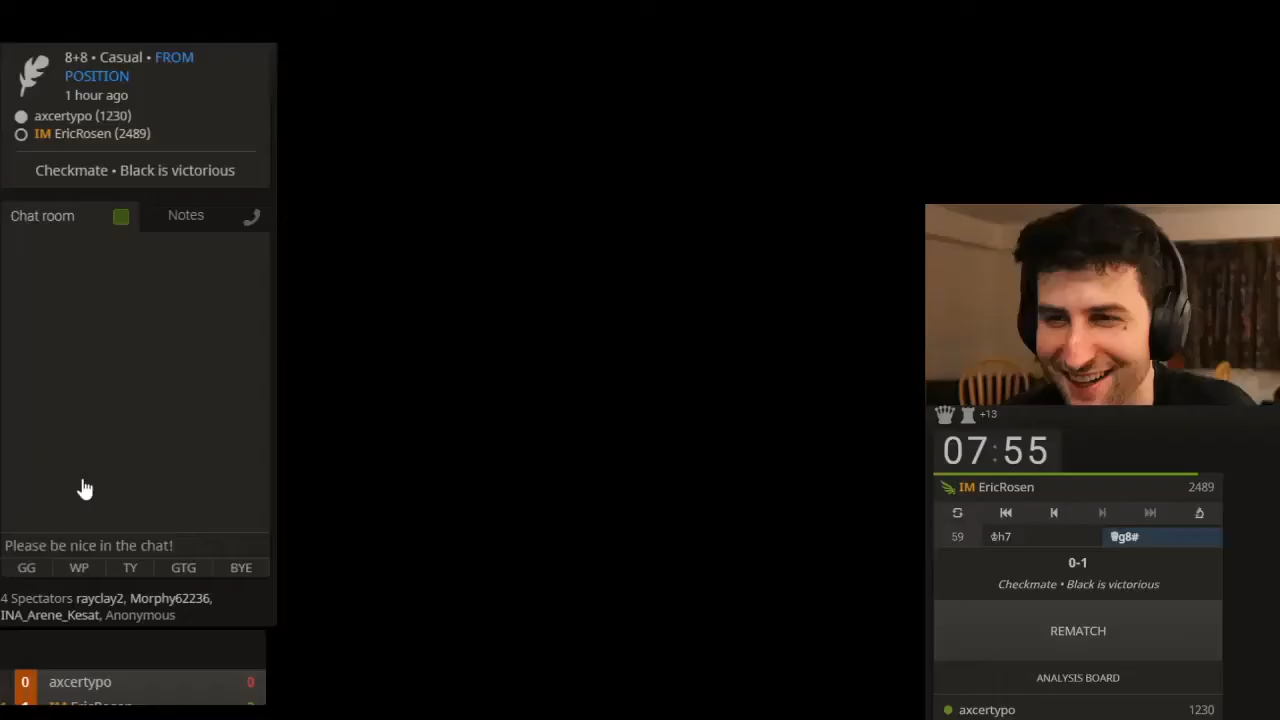 8+8 • Casual • FROM
POSITION
1 hour ago
axcertypo (1230)
IM EricRosen (2489)
Checkmate • Black is victorious
Chat room
Notes
Please be nice in the chat!
GG WP TY GTG BYE
4 Spectators rayclay2, Morphy62236,
INA_Arene_Kesat, Anonymous
0 axcertypo 0
IM EricRosen
+13
07:55
IM EricRosen 2489
59 ♔h7 ♛g8#
0-1
Checkmate • Black is victorious
REMATCH
ANALYSIS BOARD
axcertypo 1230